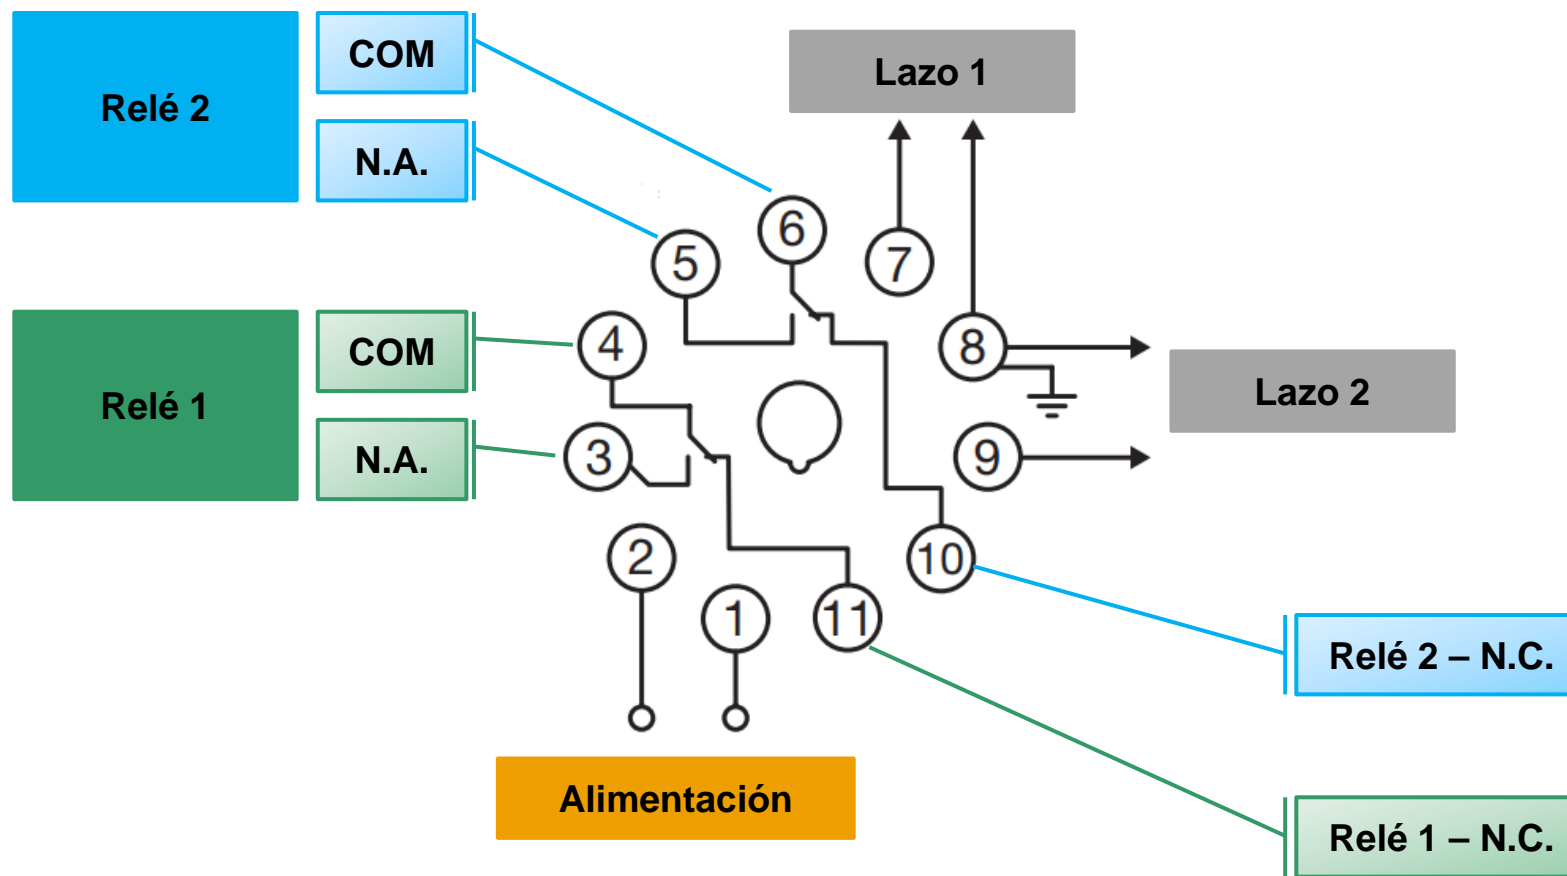 Relé 2
COM
N.A.
Lazo 1
6
5
7
Relé 1
COM
N.A.
4
8
Lazo 2
3
9
2
10
1
11
Relé 2 – N.C.
Alimentación
Relé 1 – N.C.